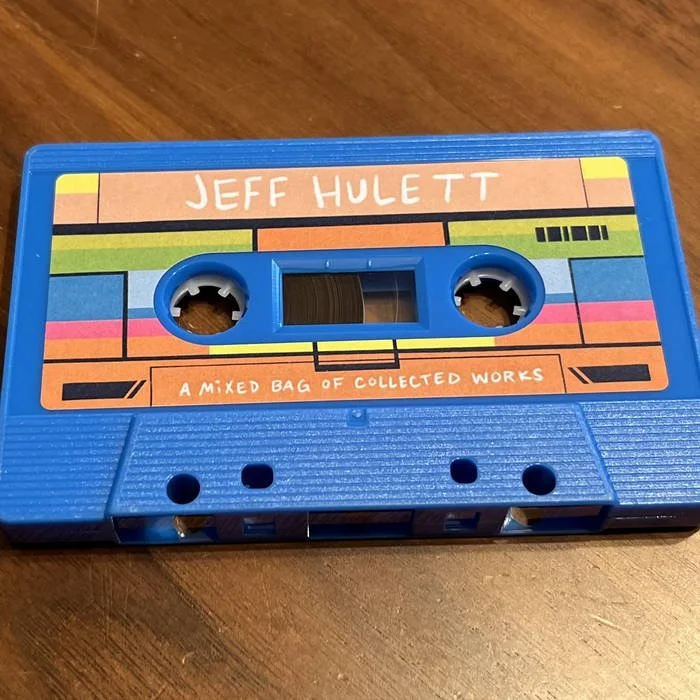 JEFF HULETT
A MiXED BAG OF COLLECTED WORKS